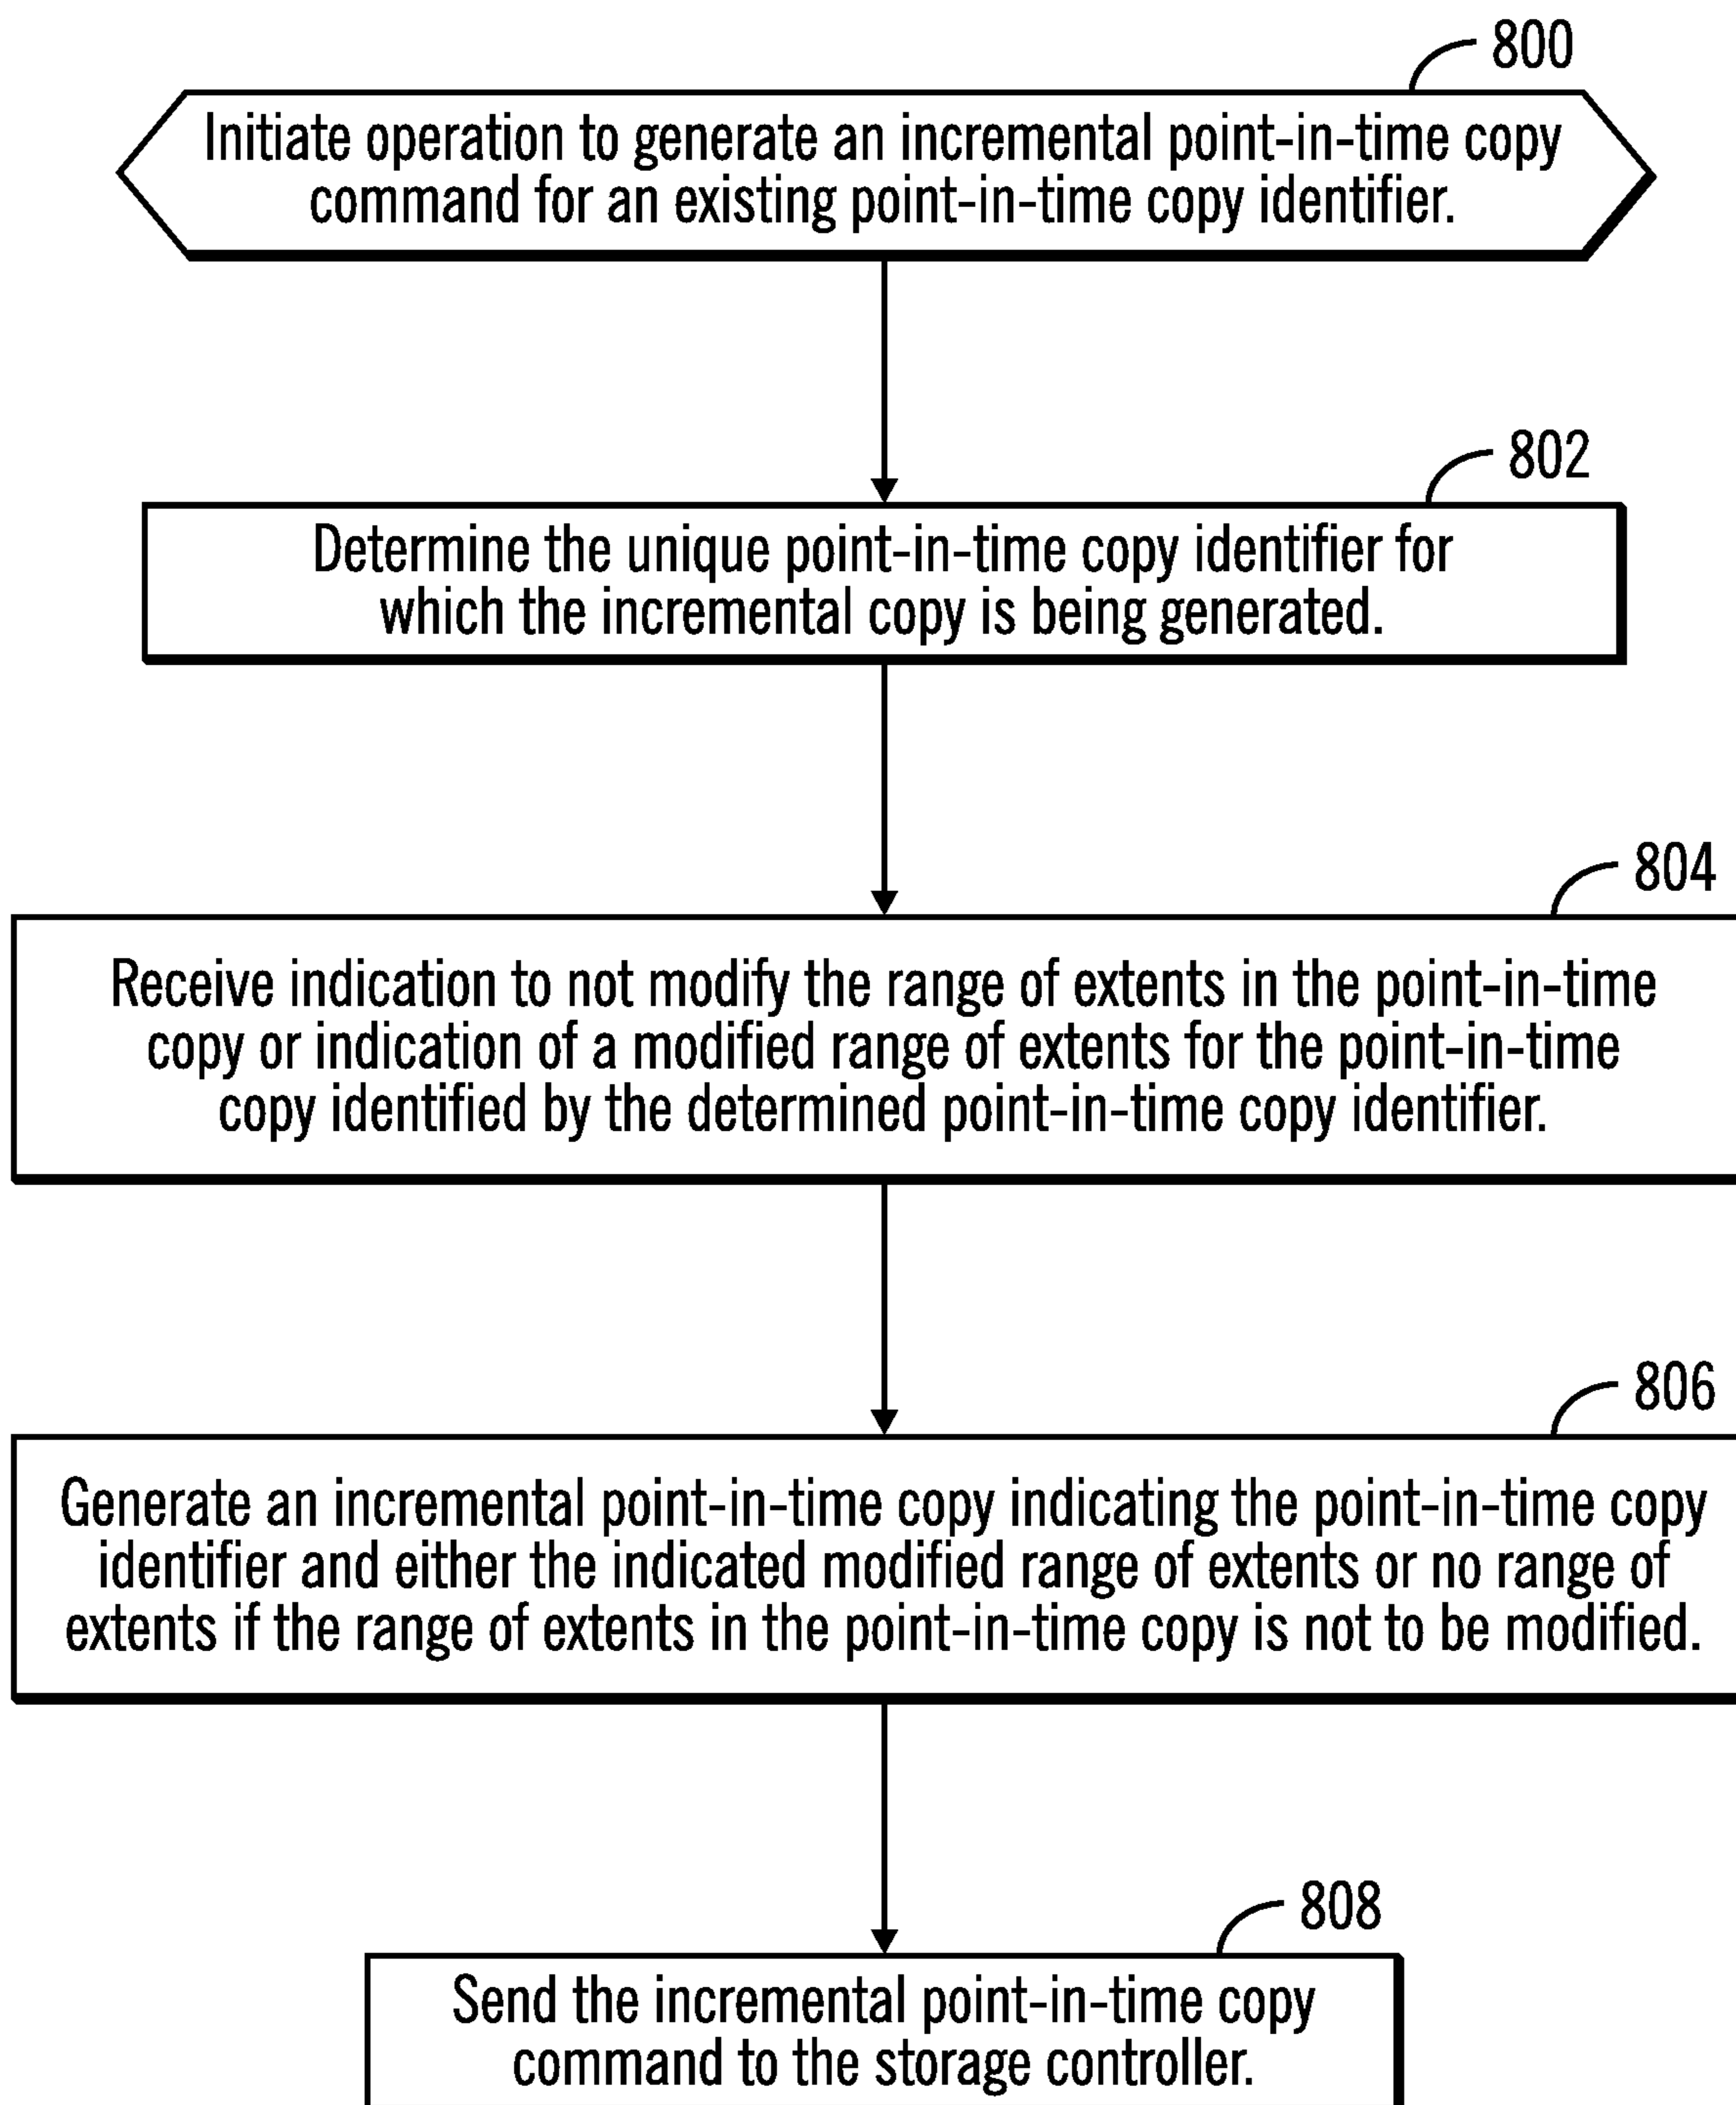 800
Initiate operation to generate an incremental point-in-time copy
command for an existing point-in-time copy identifier.
802
Determine the unique point-in-time copy identifier for
which the incremental copy is being generated.
804
Receive indication to not modify the range of extents in the point-in-time
copy or indication of a modified range of extents for the point-in-time
copy identified by the determined point-in-time copy identifier.
806
Generate an incremental point-in-time copy indicating the point-in-time copy
identifier and either the indicated modified range of extents or no range of
extents if the range of extents in the point-in-time copy is not to be modified.
808
Send the incremental point-in-time copy
command to the storage controller.